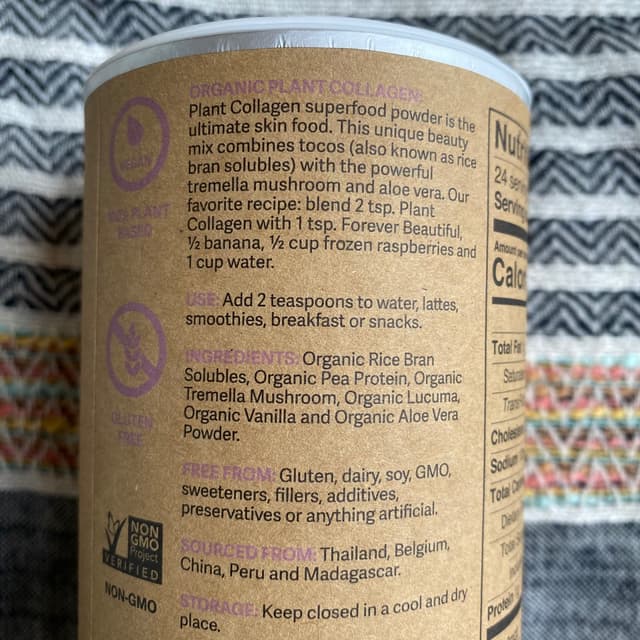 ORGANIC PLANT COLLAGEN:
Plant Collagen superfood powder is the
ultimate skin food. This unique beauty
mix combines tocos (also known as rice
bran solubles) with the powerful
tremella mushroom and aloe vera. Our
favorite recipe: blend 2 tsp. Plant
Collagen with 1 tsp. Forever Beautiful,
½ banana, ½ cup frozen raspberries and
1 cup water.
USE: Add 2 teaspoons to water, lattes,
smoothies, breakfast or snacks.
INGREDIENTS: Organic Rice Bran
Solubles, Organic Pea Protein, Organic
Tremella Mushroom, Organic Lucuma,
Organic Vanilla and Organic Aloe Vera
Powder.
FREE FROM: Gluten, dairy, soy, GMO,
sweeteners, fillers, additives,
preservatives or anything artificial.
SOURCED FROM: Thailand, Belgium,
China, Peru and Madagascar.
STORAGE: Keep closed in a cool and dry
place.
VEGAN
PLANT
BASED
GLUTEN
FREE
NON
GMO
Project
VERIFIED
NON-GMO
24
Amount
Total Fa
Sodium
Protein